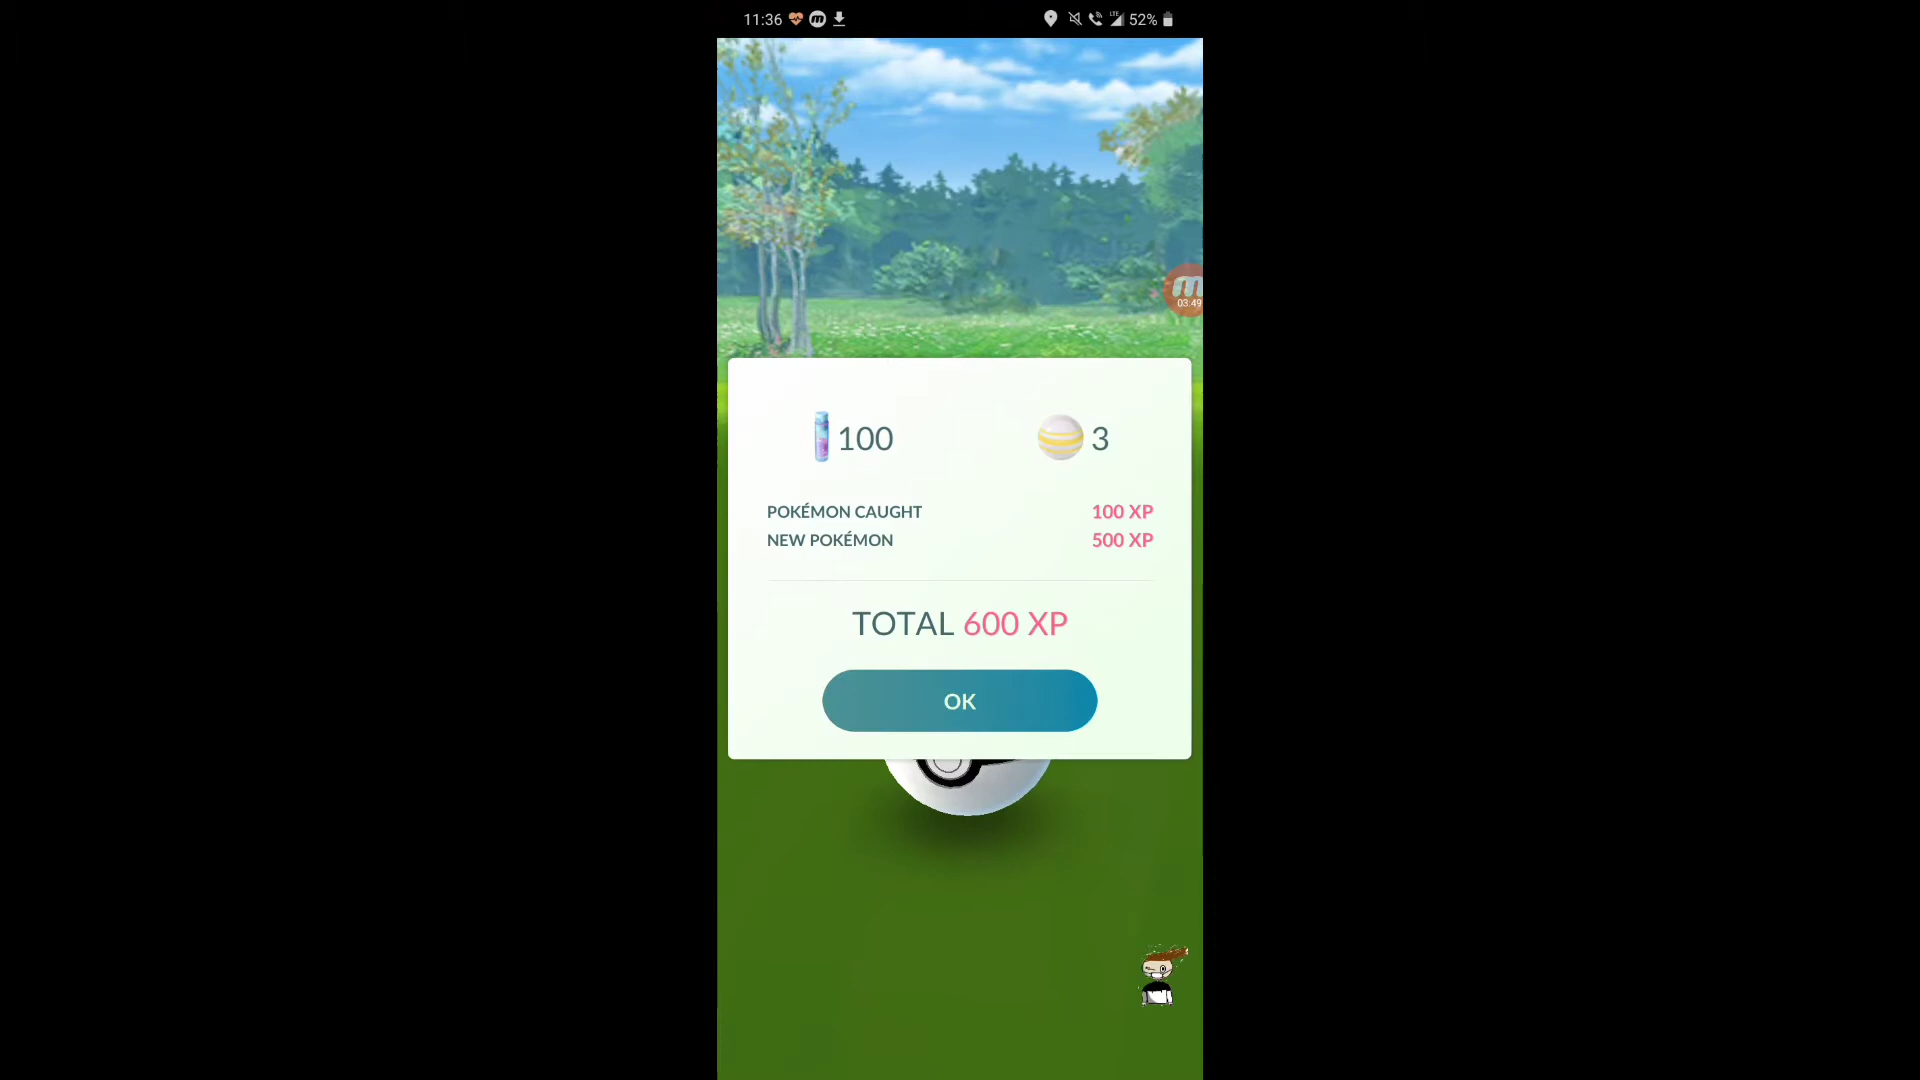 11:36 LTE 52%
03:49
100 3
POKÉMON CAUGHT 100 XP
NEW POKÉMON 500 XP
TOTAL 600 XP
OK